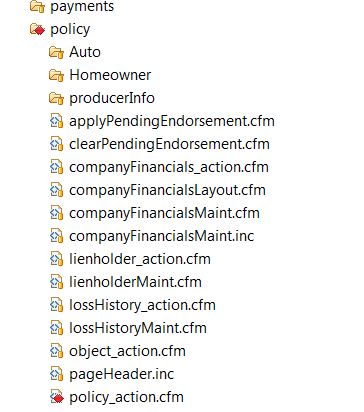 payments
policy
Auto
Homeowner
producerInfo
applyPendingEndorsement.cfm
clearPendingEndorsement.cfm
companyFinancials_action.cfm
companyFinancialsLayout.cfm
companyFinancialsMaint.cfm
companyFinancialsMaint.inc
lienholder_action.cfm
lienholderMaint.cfm
lossHistory_action.cfm
lossHistoryMaint.cfm
object_action.cfm
pageHeader.inc
policy_action.cfm